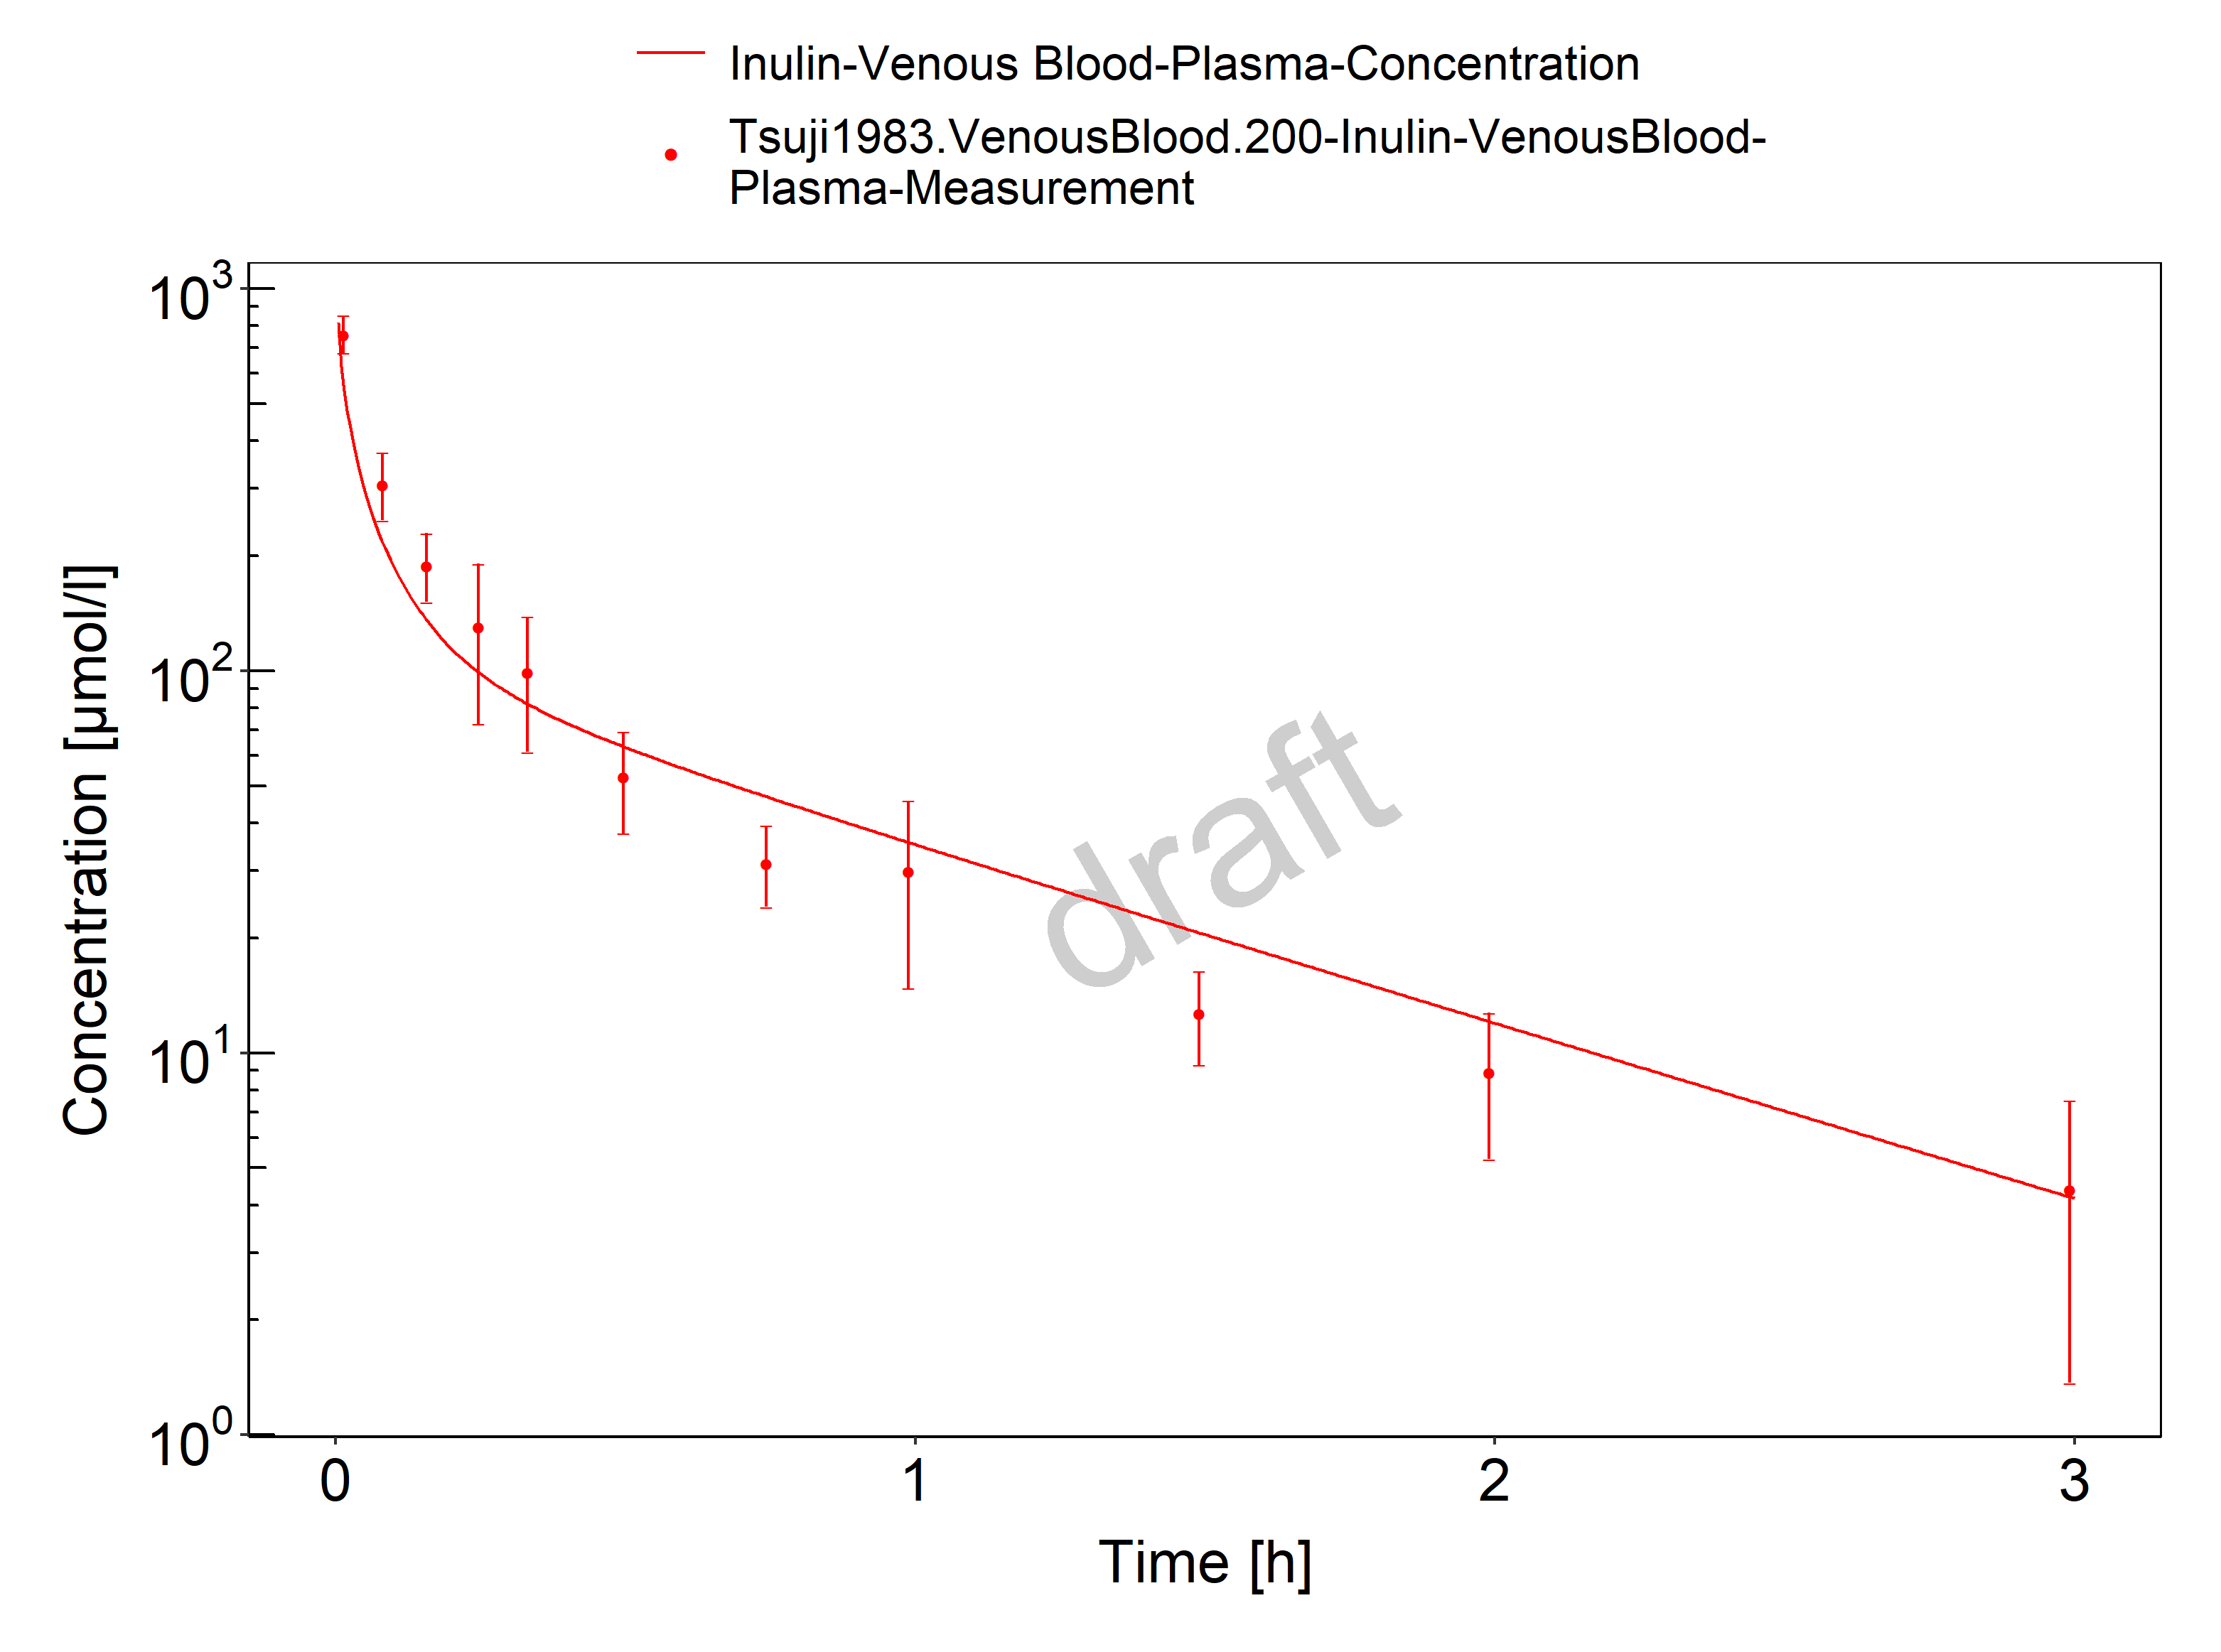 Inulin-Venous Blood-Plasma-Concentration
Tsuji1983.VenousBlood.200-Inulin-VenousBlood-
Plasma-Measurement
10³
10²
10¹
10⁰
Concentration [µmol/l]
draft
0 1 2 3
Time [h]